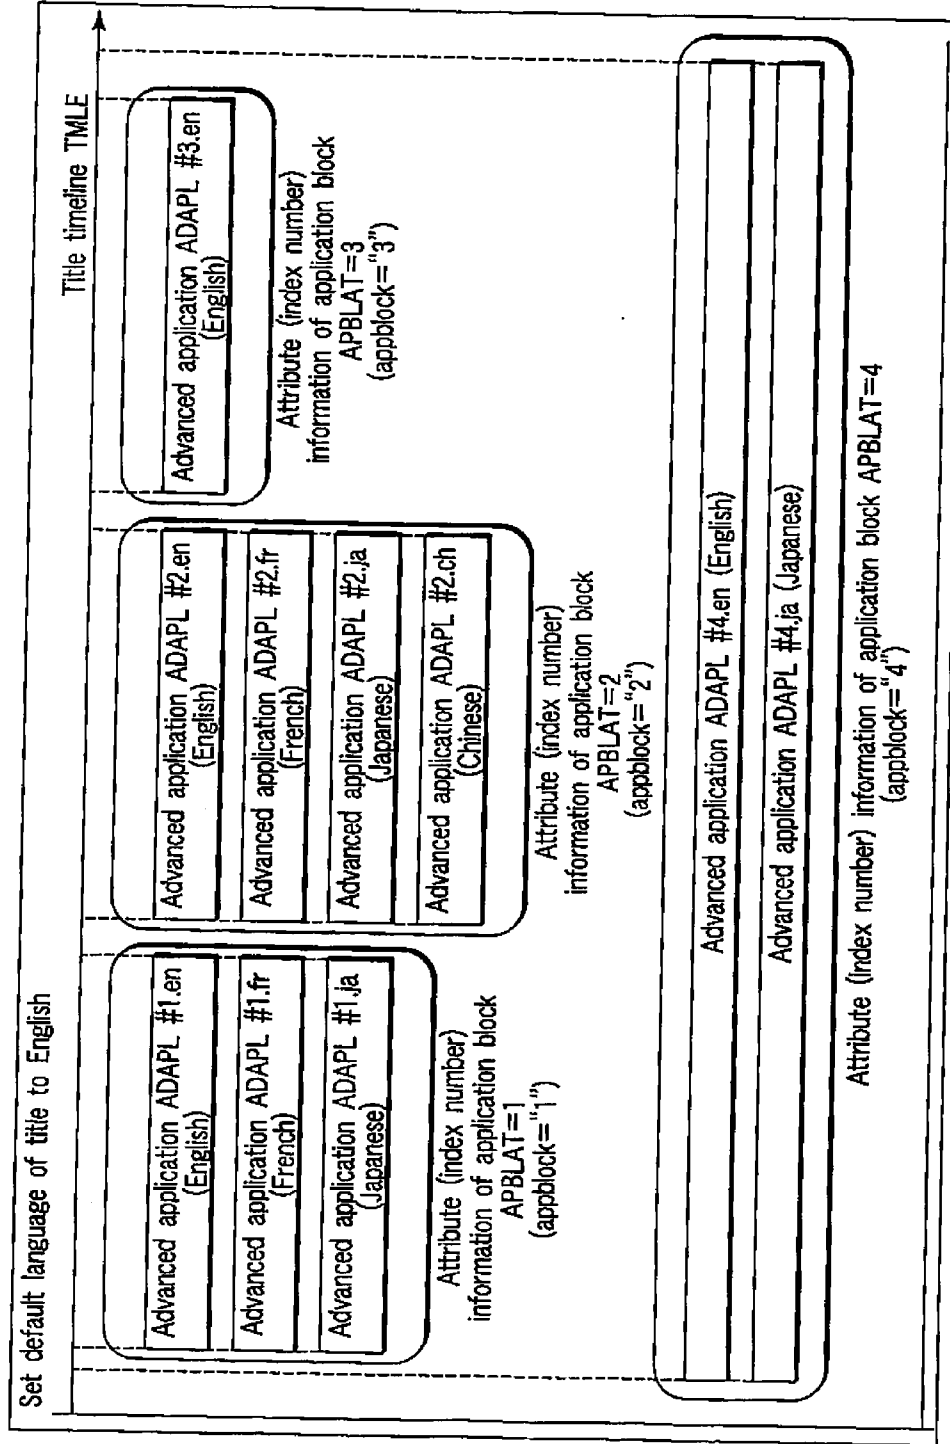 Set default language of title to English
Title timeline TMLE
Advanced application ADAPL #1.en
(English)
Advanced application ADAPL #1.fr
(French)
Advanced application ADAPL #1.ja
(Japanese)
Attribute (index number)
information of application block
APBLAT=1
(appblock="1")
Advanced application ADAPL #2.en
(English)
Advanced application ADAPL #2.fr
(French)
Advanced application ADAPL #2.ja
(Japanese)
Advanced application ADAPL #2.ch
(Chinese)
Attribute (index number)
information of application block
APBLAT=2
(appblock="2")
Advanced application ADAPL #3.en
(English)
Attribute (index number)
information of application block
APBLAT=3
(appblock="3")
Advanced application ADAPL #4.en (English)
Advanced application ADAPL #4.ja (Japanese)
Attribute (index number) information of application block APBLAT=4
(appblock="4")